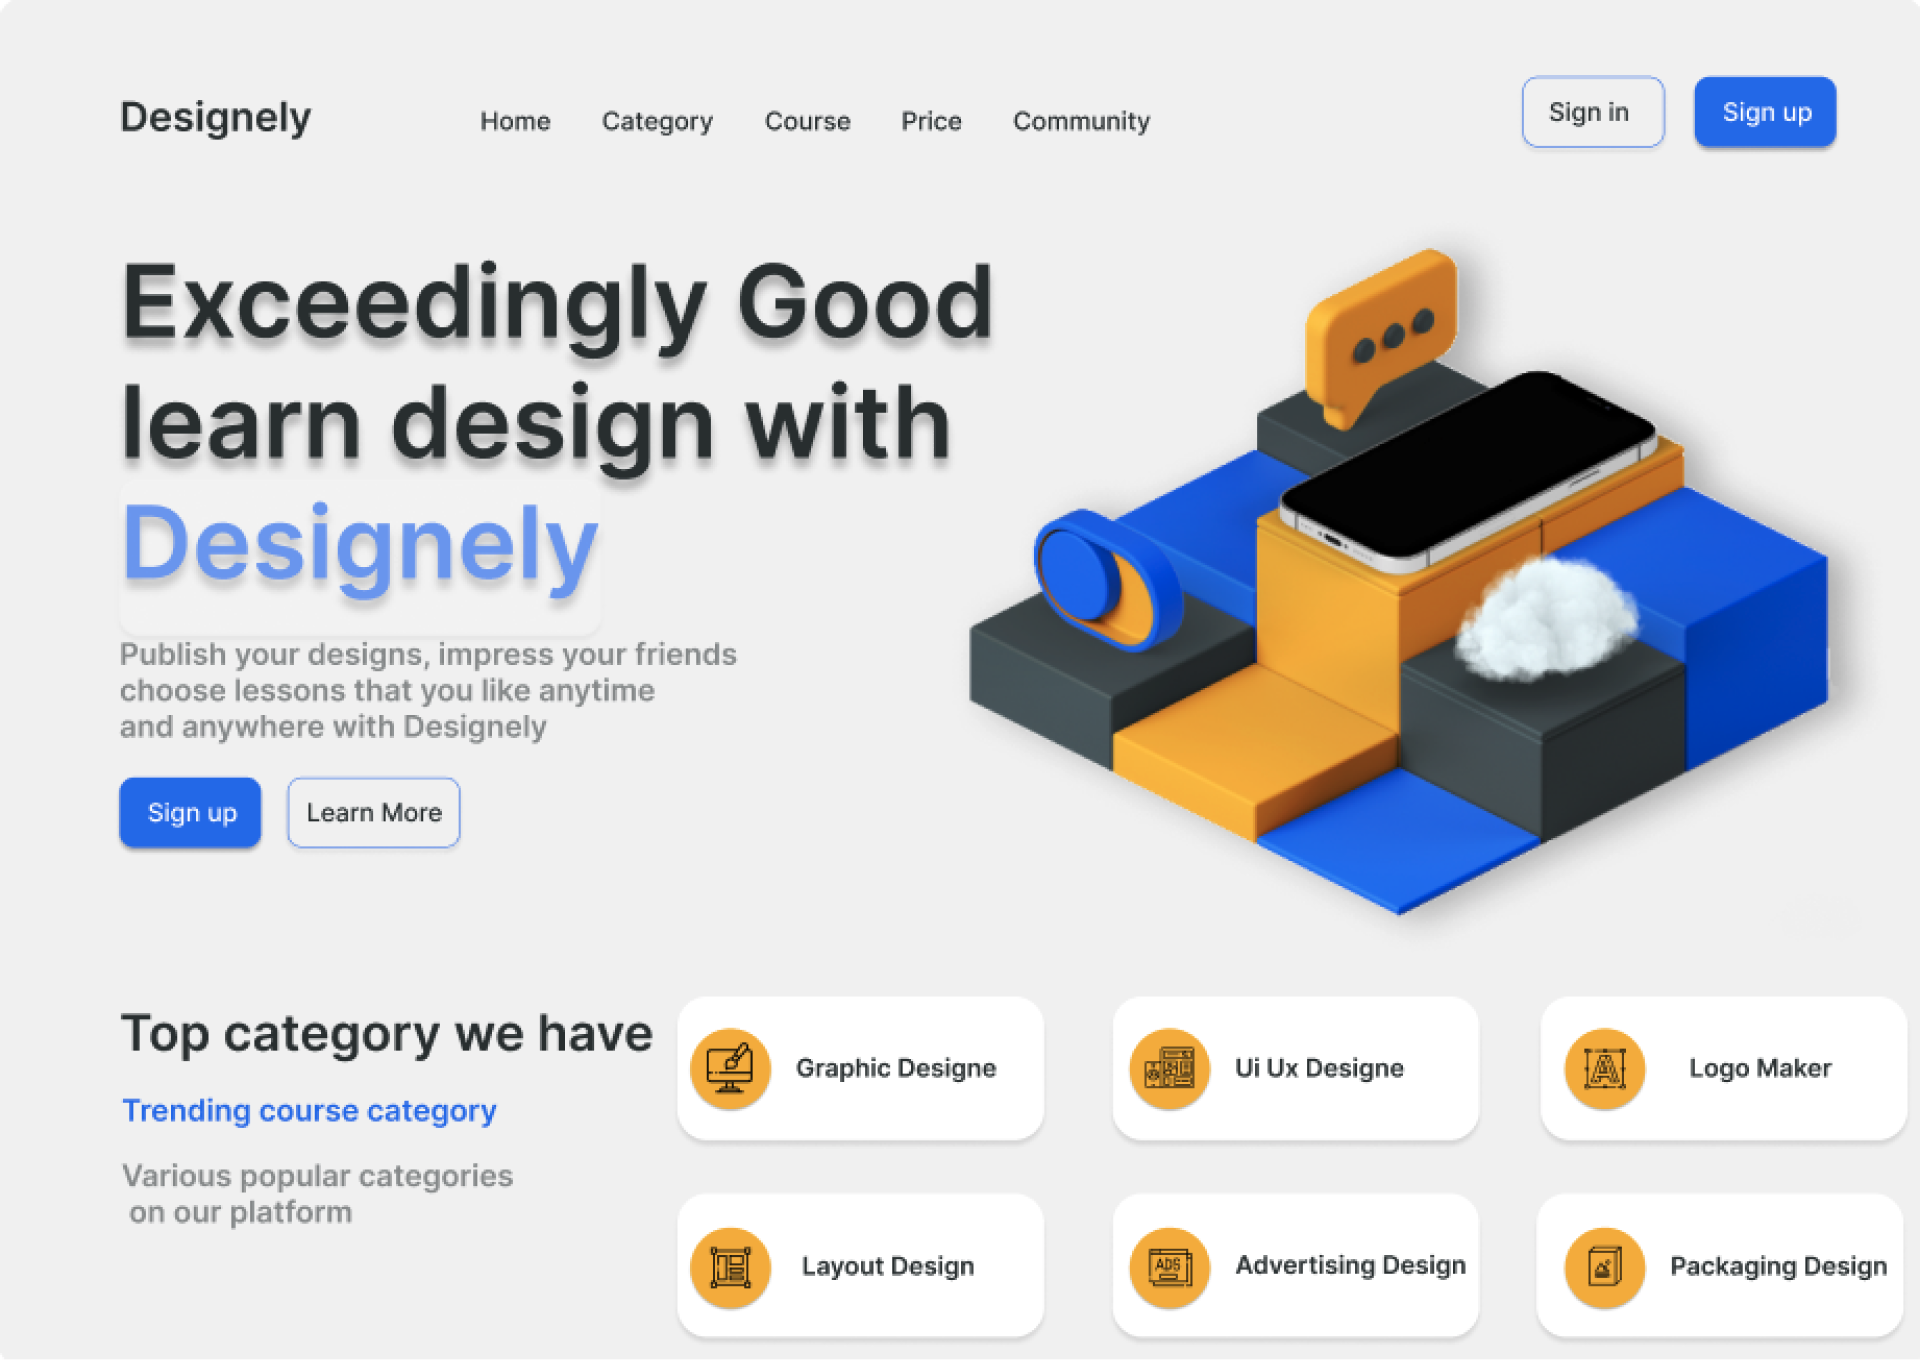 Designely
Home
Category
Course
Price
Community
Sign in
Sign up
Exceedingly Good
learn design with
Designely
Publish your designs, impress your friends
choose lessons that you like anytime
and anywhere with Designely
Sign up
Learn More
Top category we have
Trending course category
Various popular categories
on our platform
Graphic Designe
Ui Ux Designe
A
Logo Maker
Layout Design
ADS
Advertising Design
Packaging Design